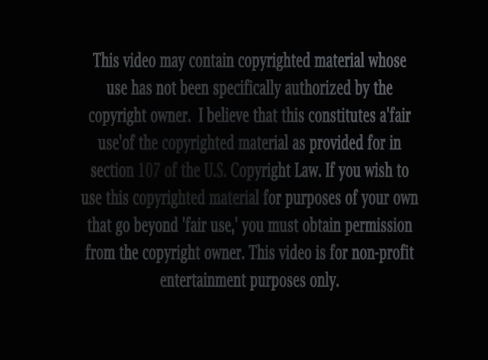 This video may contain copyrighted material whose
use has not been specifically authorized by the
copyright owner.  I believe that this constitutes a'fair
use'of the copyrighted material as provided for in
section 107 of the U.S. Copyright Law. If you wish to
use this copyrighted material for purposes of your own
that go beyond 'fair use,' you must obtain permission
from the copyright owner. This video is for non-profit
entertainment purposes only.